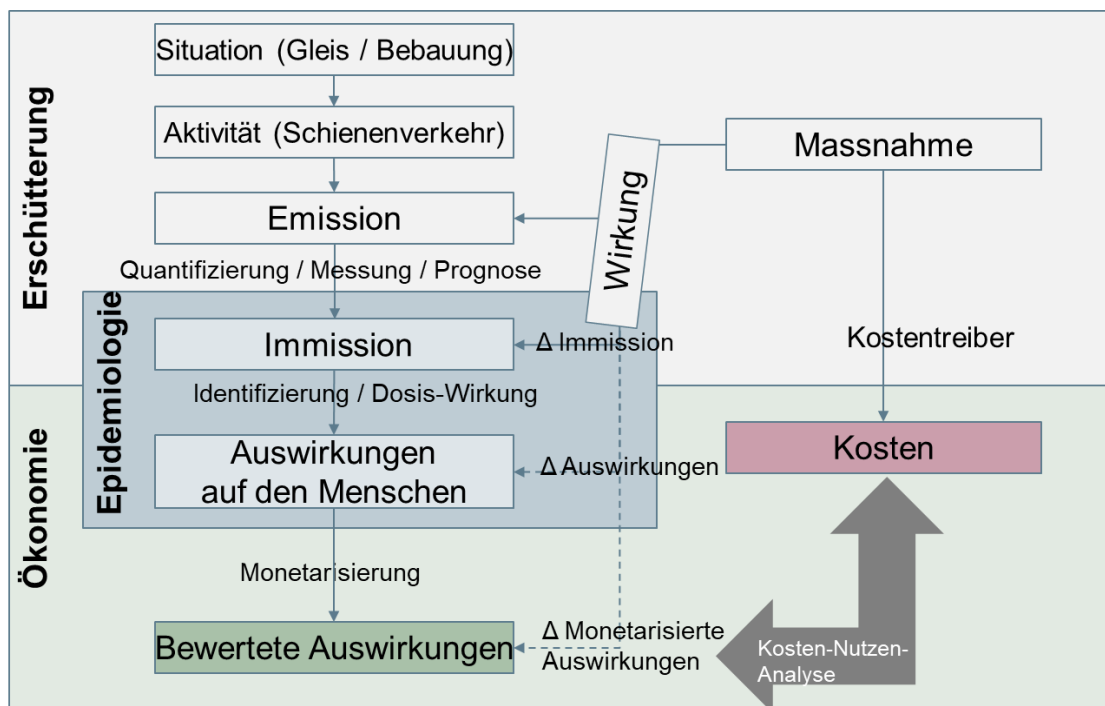 Erschütterung
Situation (Gleis / Bebauung)
Aktivität (Schienenverkehr)
Massnahme
Wirkung
Emission
Quantifizierung / Messung / Prognose
Epidemiologie
Immission
Δ Immission
Kostentreiber
Identifizierung / Dosis-Wirkung
Ökonomie
Auswirkungen
auf den Menschen
Δ Auswirkungen
Kosten
Monetarisierung
Bewertete Auswirkungen
Δ Monetarisierte
Auswirkungen
Kosten-Nutzen-
Analyse